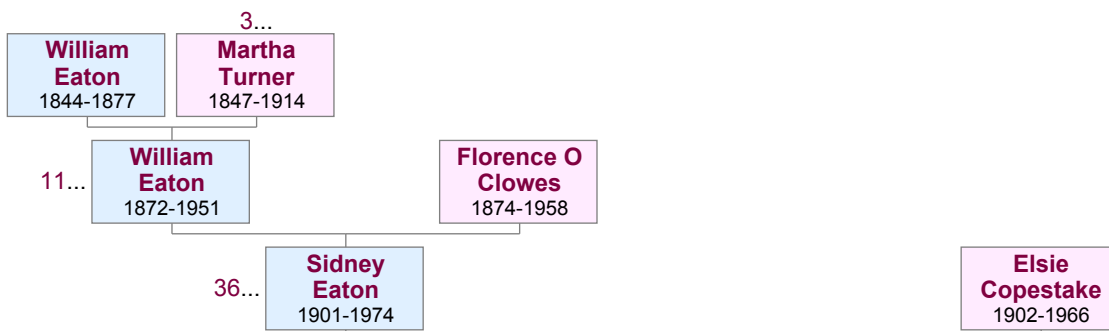 3...
William
Eaton
1844-1877
Martha
Turner
1847-1914
11...
William
Eaton
1872-1951
Florence O
Clowes
1874-1958
36...
Sidney
Eaton
1901-1974
Elsie
Copestake
1902-1966